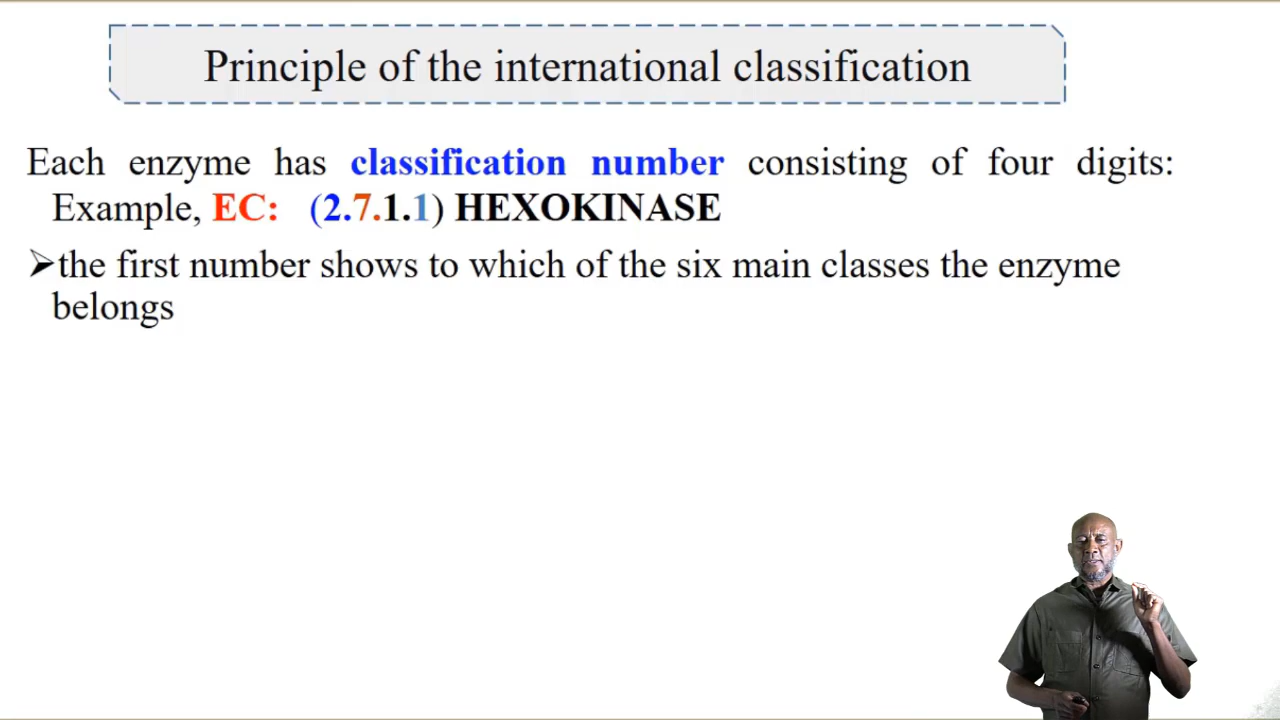 Principle of the international classification
Each enzyme has classification number consisting of four digits:
Example, EC: (2.7.1.1) HEXOKINASE
➢the first number shows to which of the six main classes the enzyme
belongs